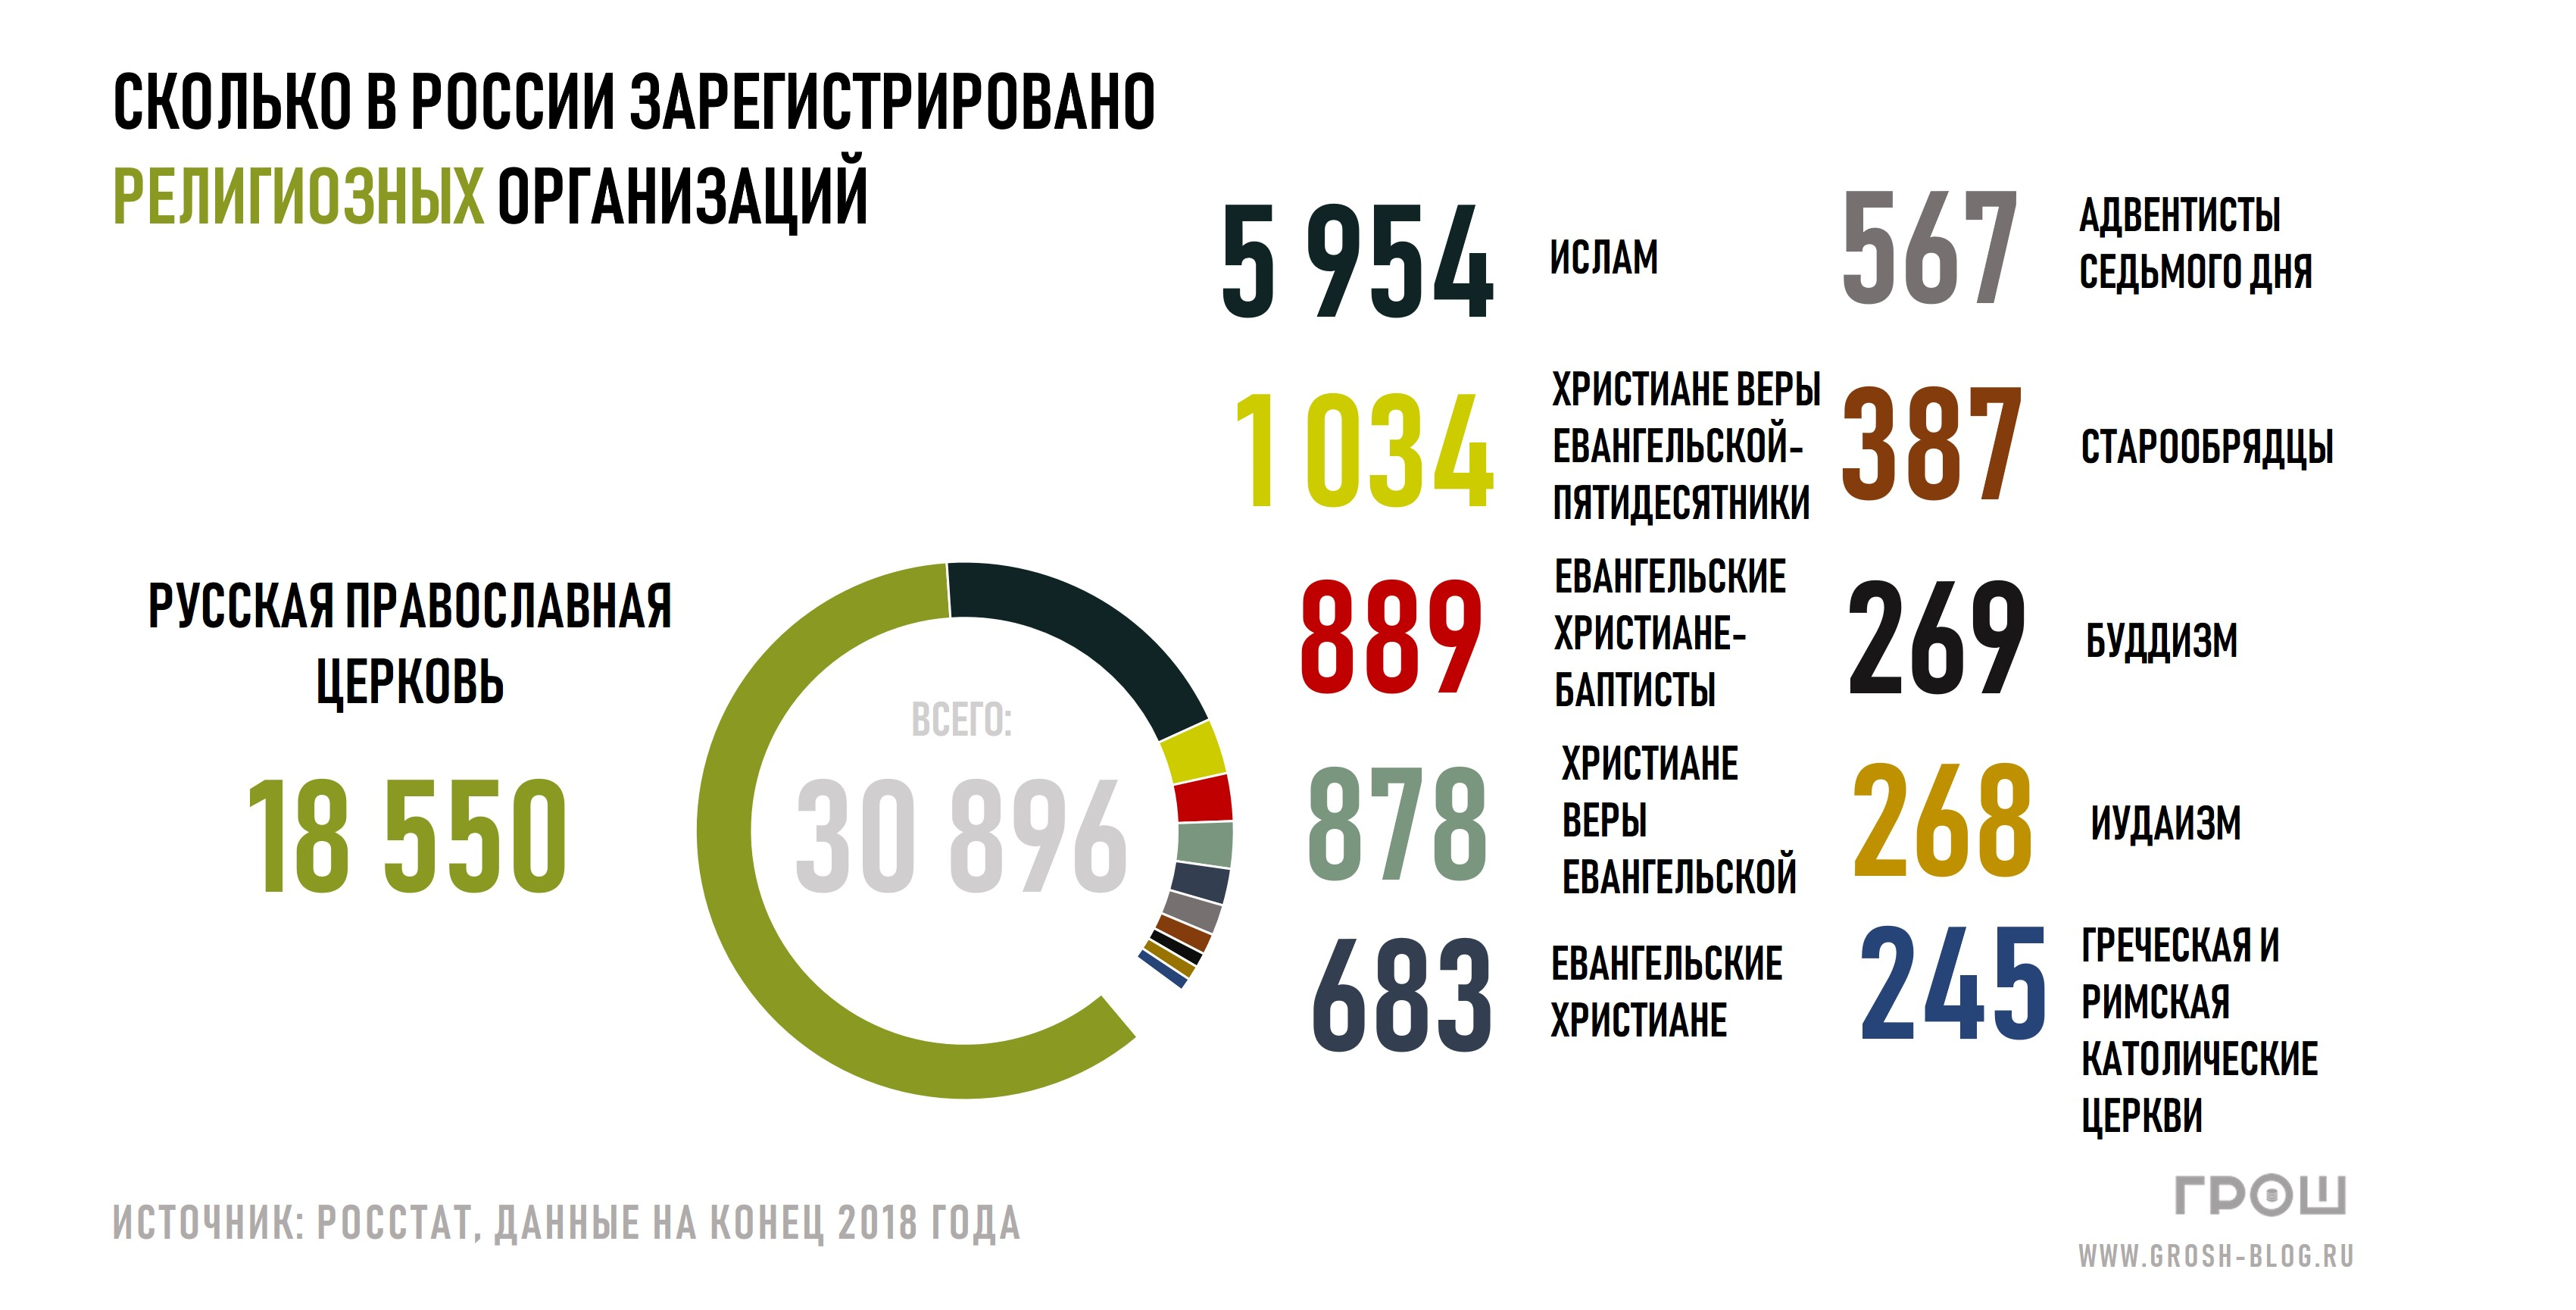 СКОЛЬКО В РОССИИ ЗАРЕГИСТРИРОВАНО
РЕЛИГИОЗНЫХ ОРГАНИЗАЦИЙ
РУССКАЯ ПРАВОСЛАВНАЯ
ЦЕРКОВЬ
18 550
ВСЕГО:
30 896
5 954
ИСЛАМ
1 034
ХРИСТИАНЕ ВЕРЫ
ЕВАНГЕЛЬСКОЙ-
ПЯТИДЕСЯТНИКИ
889
ЕВАНГЕЛЬСКИЕ
ХРИСТИАНЕ-
БАПТИСТЫ
878
ХРИСТИАНЕ
ВЕРЫ
ЕВАНГЕЛЬСКОЙ
683
ЕВАНГЕЛЬСКИЕ
ХРИСТИАНЕ
567
АДВЕНТИСТЫ
СЕДЬМОГО ДНЯ
387
СТАРООБРЯДЦЫ
269
БУДДИЗМ
268
ИУДАИЗМ
245
ГРЕЧЕСКАЯ И
РИМСКАЯ
КАТОЛИЧЕСКИЕ
ЦЕРКВИ
ИСТОЧНИК: РОССТАТ, ДАННЫЕ НА КОНЕЦ 2018 ГОДА
ГРОШ
WWW.GROSH-BLOG.RU